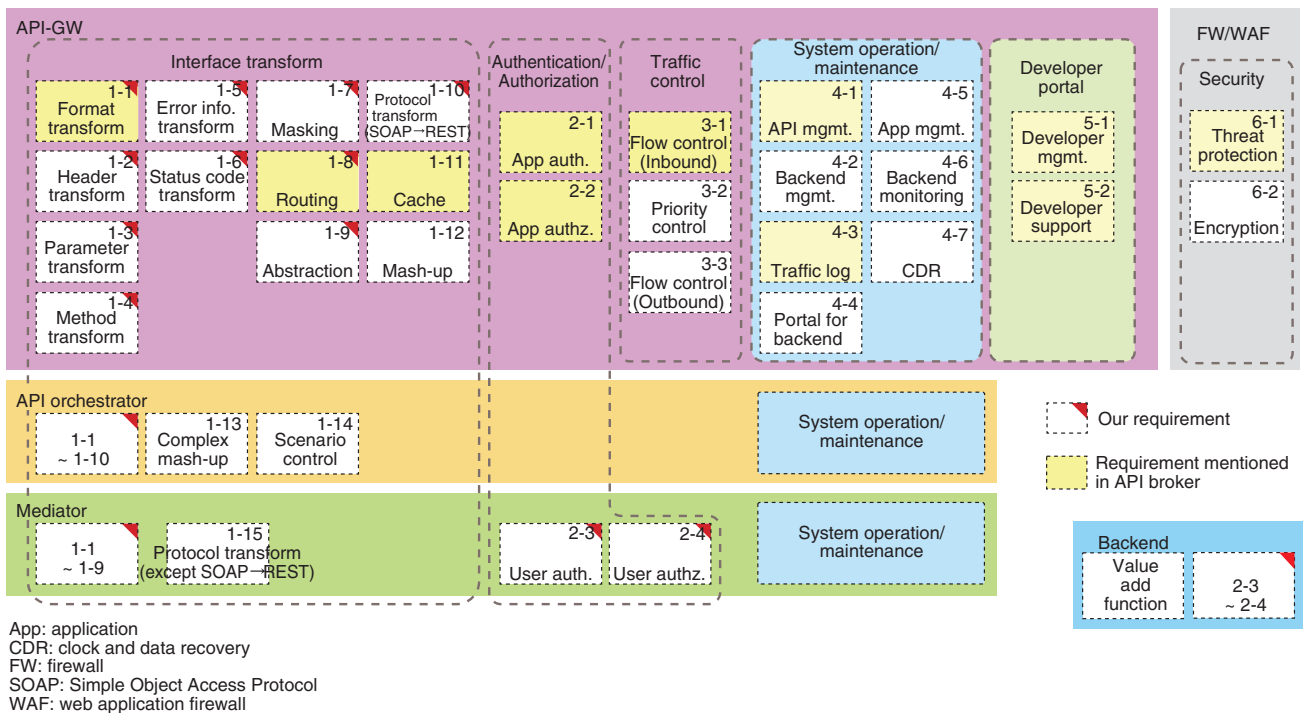 API-GW
Interface transform
1-1
Format
transform
1-5
Error info.
transform
1-7
Masking
1-10
Protocol
transform
(SOAP→REST)
1-2
Header
transform
1-6
Status code
transform
1-8
Routing
1-11
Cache
1-3
Parameter
transform
1-9
Abstraction
1-12
Mash-up
1-4
Method
transform
Authentication/
Authorization
2-1
App auth.
2-2
App authz.
Traffic
control
3-1
Flow control
(Inbound)
3-2
Priority
control
3-3
Flow control
(Outbound)
System operation/
maintenance
4-1
API mgmt.
4-5
App mgmt.
4-2
Backend
mgmt.
4-6
Backend
monitoring
4-3
Traffic log
4-7
CDR
4-4
Portal for
backend
Developer
portal
5-1
Developer
mgmt.
5-2
Developer
support
FW/WAF
Security
6-1
Threat
protection
6-2
Encryption
API orchestrator
1-1
~ 1-10
1-13
Complex
mash-up
1-14
Scenario
control
System operation/
maintenance
Our requirement
Requirement mentioned
in API broker
Mediator
1-1
~ 1-9
1-15
Protocol transform
(except SOAP→REST)
2-3
User auth.
2-4
User authz.
System operation/
maintenance
Backend
Value
add
function
2-3
~ 2-4
App: application
CDR: clock and data recovery
FW: firewall
SOAP: Simple Object Access Protocol
WAF: web application firewall